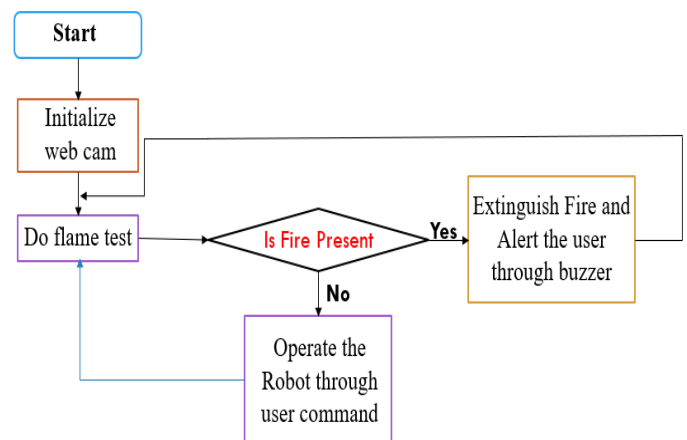 Start
Initialize
web cam
Do flame test
Is Fire Present
Yes
Extinguish Fire and
Alert the user
through buzzer
No
Operate the
Robot through
user command